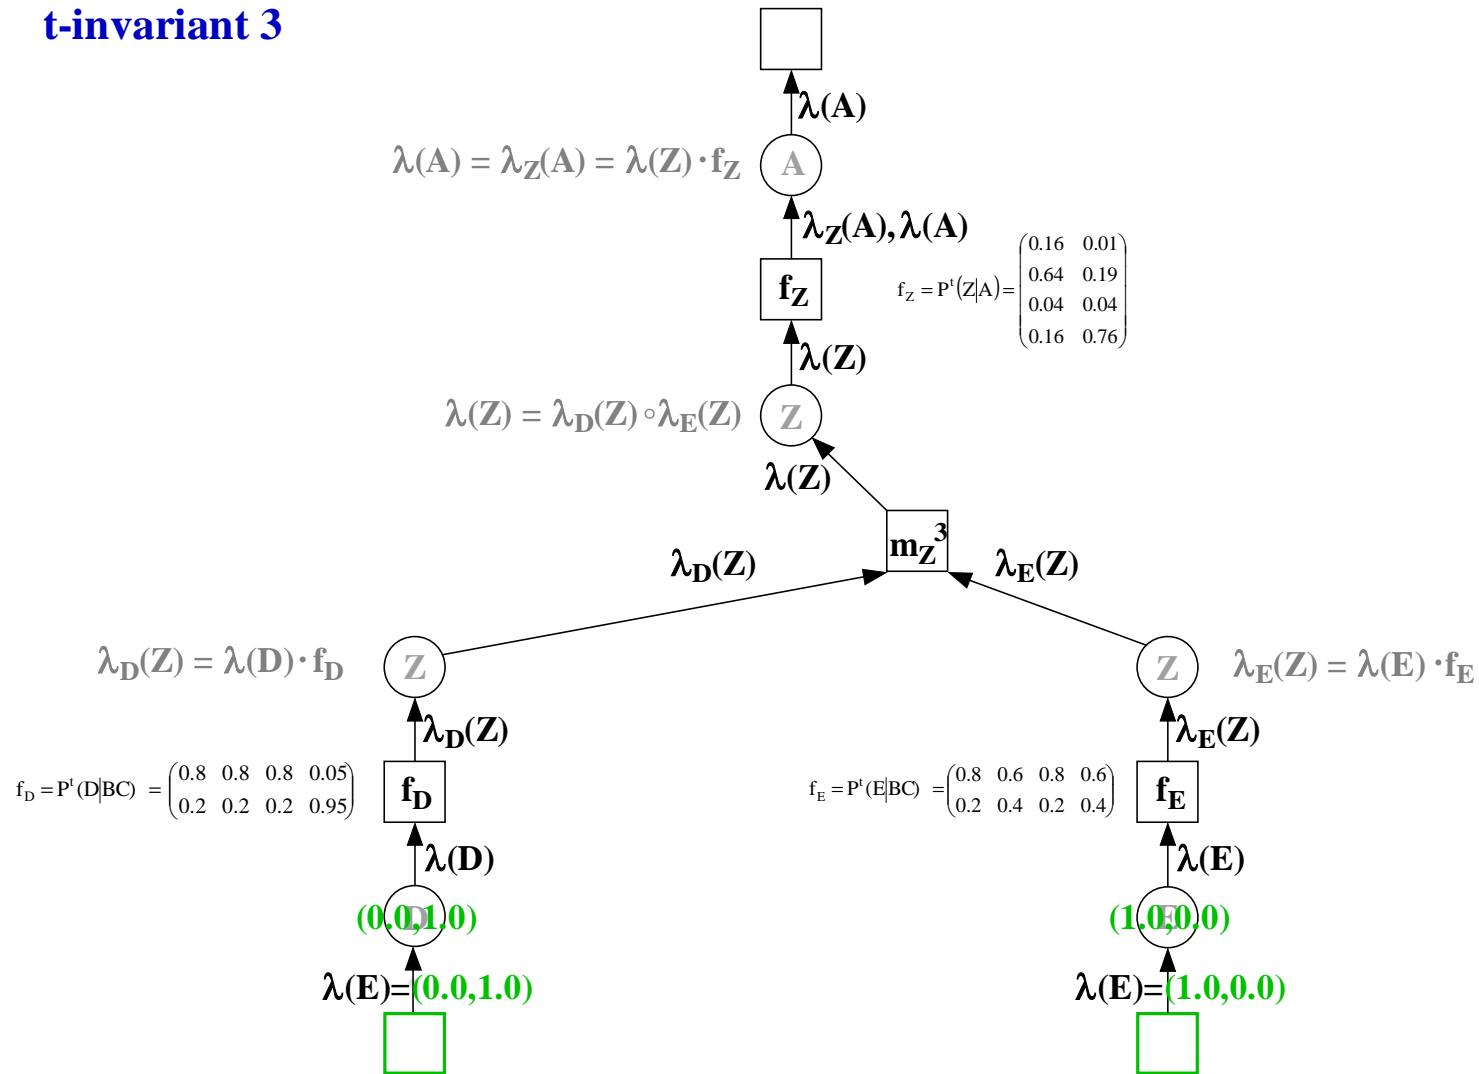 t-invariant 3
λ(A)
λ(A) = λZ(A) = λ(Z)·fZ
A
λZ(A),λ(A)
fZ
fZ = Pt(Z|A) = (0.16 0.01
0.64 0.19
0.04 0.04
0.16 0.76)
λ(Z)
λ(Z) = λD(Z)∘λE(Z)
Z
λ(Z)
mZ3
λD(Z)
λE(Z)
λD(Z) = λ(D)·fD
Z
Z
λE(Z) = λ(E)·fE
λD(Z)
λE(Z)
fD = Pt(D|BC) = (0.8 0.8 0.8 0.05
0.2 0.2 0.2 0.95)
fD
fE = Pt(E|BC) = (0.8 0.6 0.8 0.6
0.2 0.4 0.2 0.4)
fE
λ(D)
λ(E)
D
(0.0,1.0)
E
(1.0,0.0)
λ(E)=(0.0,1.0)
λ(E)=(1.0,0.0)